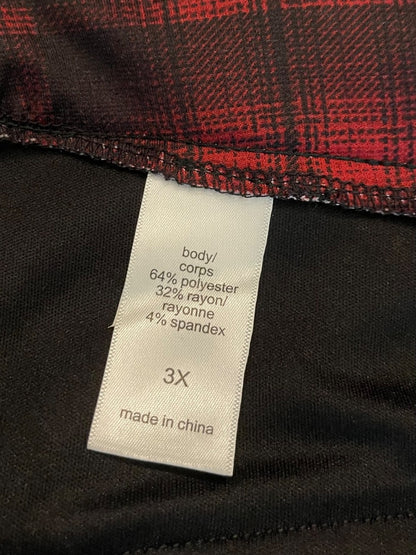 body/
corps
64% polyester
32% rayon/
rayonne
4% spandex
3X
made in china